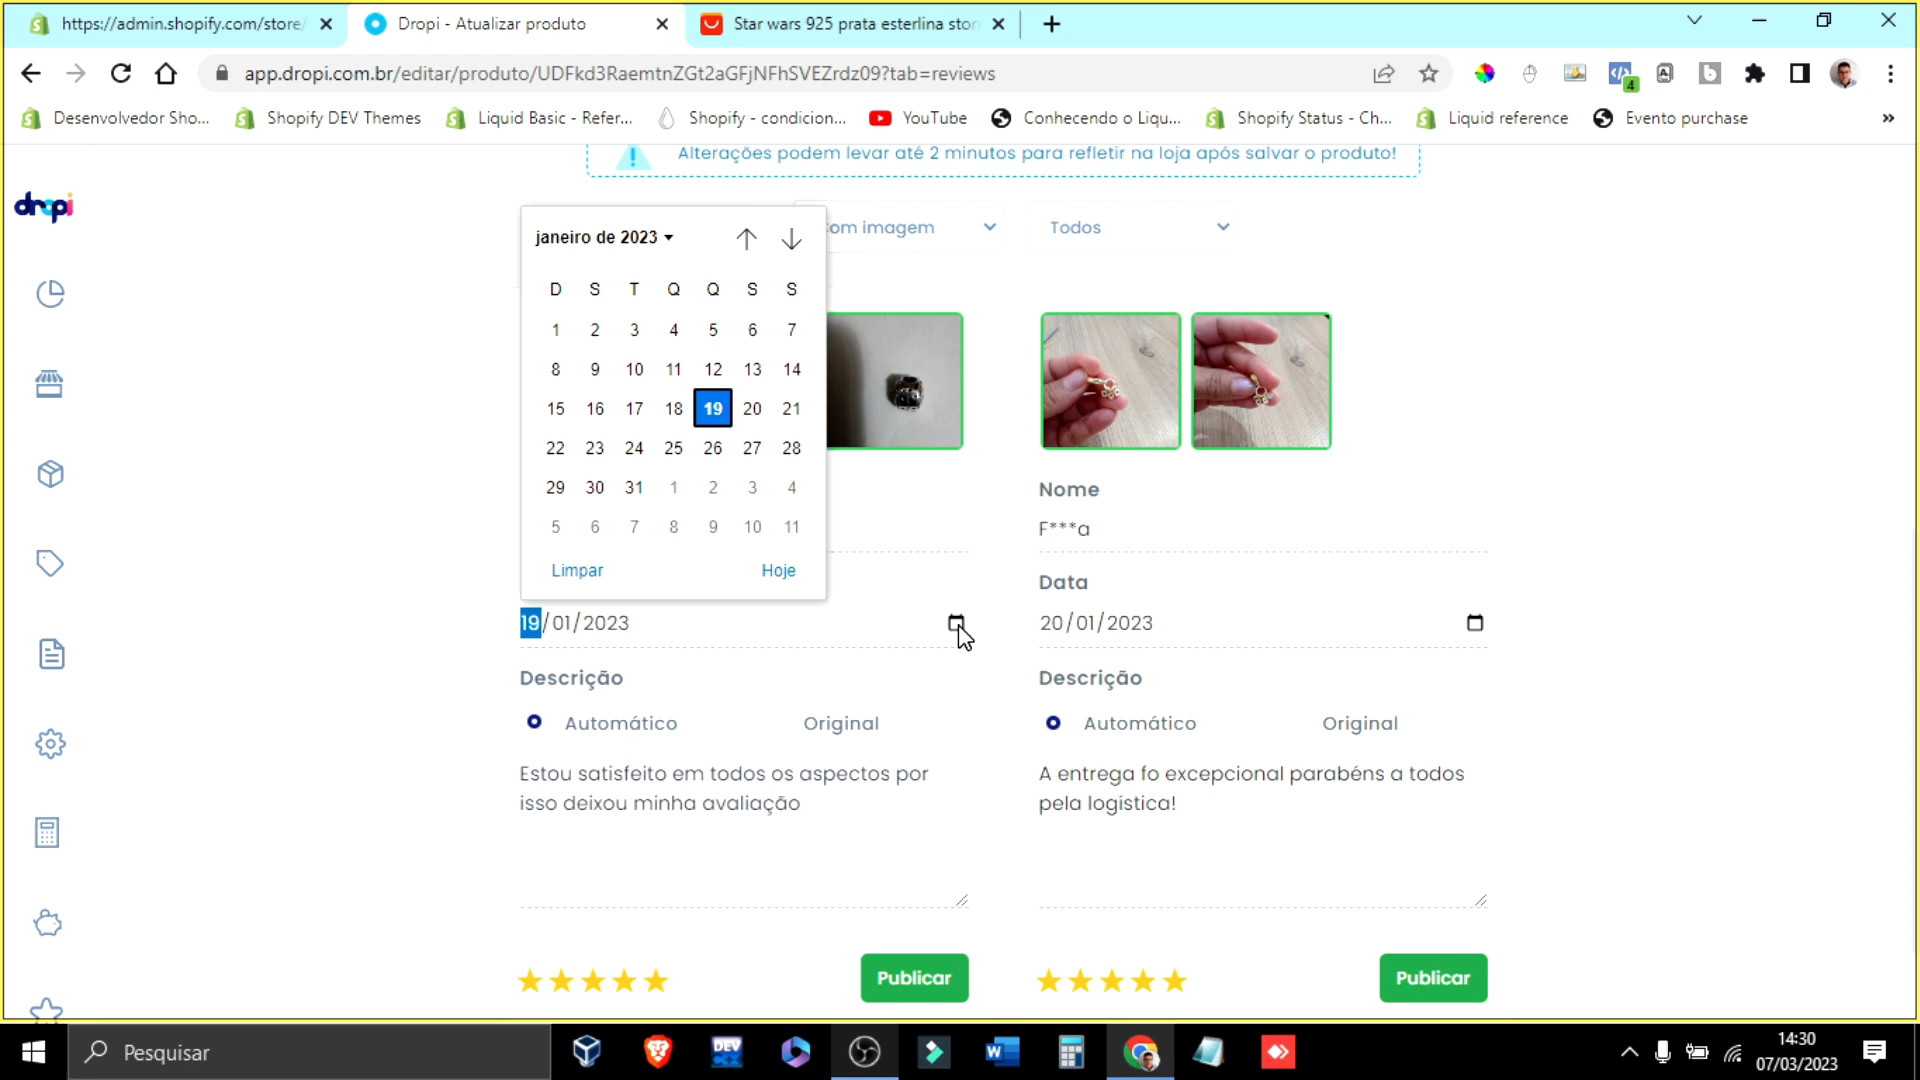 https://admin.shopify.com/store/
Dropi - Atualizar produto
Star wars 925 prata esterlina stor
app.dropi.com.br/editar/produto/UDFkd3RaemtnZGt2aGFjNFhSVEZrdz09?tab=reviews
4
Desenvolvedor Sho...
Shopify DEV Themes
Liquid Basic - Refer...
Shopify - condicion...
YouTube
Conhecendo o Liqu...
Shopify Status - Ch...
Liquid reference
Evento purchase
»
Alterações podem levar até 2 minutos para refletir na loja após salvar o produto!
dropi
janeiro de 2023
om imagem
Todos
D S T Q Q S S
1 2 3 4 5 6 7
8 9 10 11 12 13 14
15 16 17 18 19 20 21
22 23 24 25 26 27 28
29 30 31 1 2 3 4
5 6 7 8 9 10 11
Limpar
Hoje
Nome
F***a
Data
19/01/2023
20/01/2023
Descrição
Descrição
Automático
Original
Automático
Original
Estou satisfeito em todos os aspectos por
isso deixou minha avaliação
A entrega fo excepcional parabéns a todos
pela logística!
Publicar
Publicar
Pesquisar
DEV
C++
W
14:30
07/03/2023